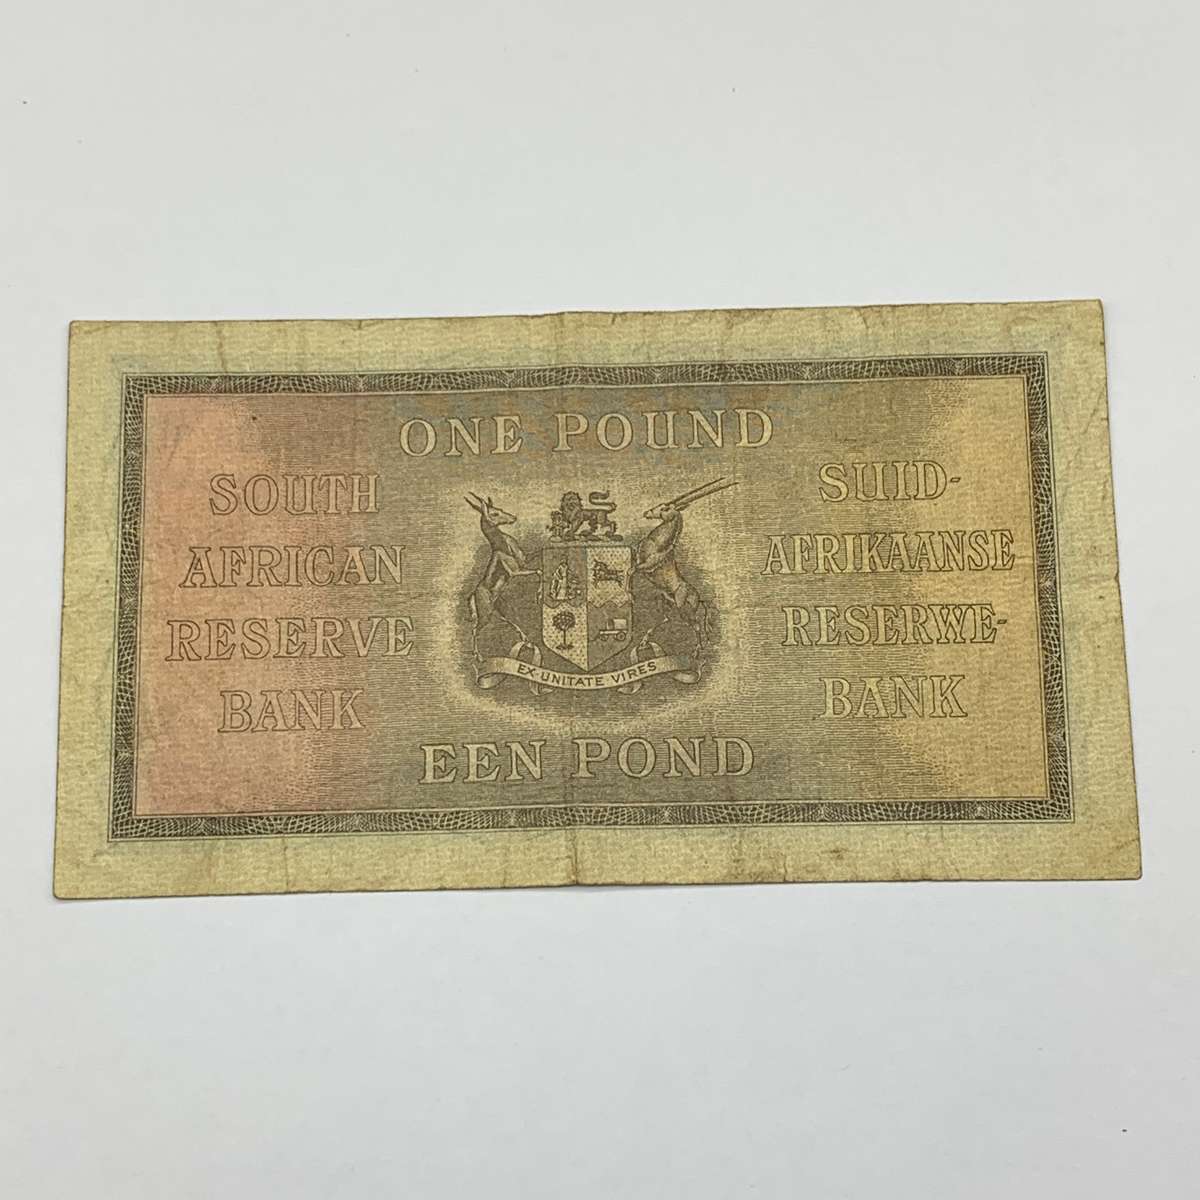 ONE POUND
SOUTH
AFRICAN
RESERVE
BANK
SUID-
AFRIKAANSE
RESERWE-
BANK
EX·UNITATE VIRES
EEN POND